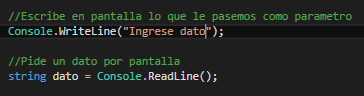 //Escribe en pantalla lo que le pasemos como parametro
Console.WriteLine("Ingrese dato");
//Pide un dato por pantalla
string dato = Console.ReadLine();